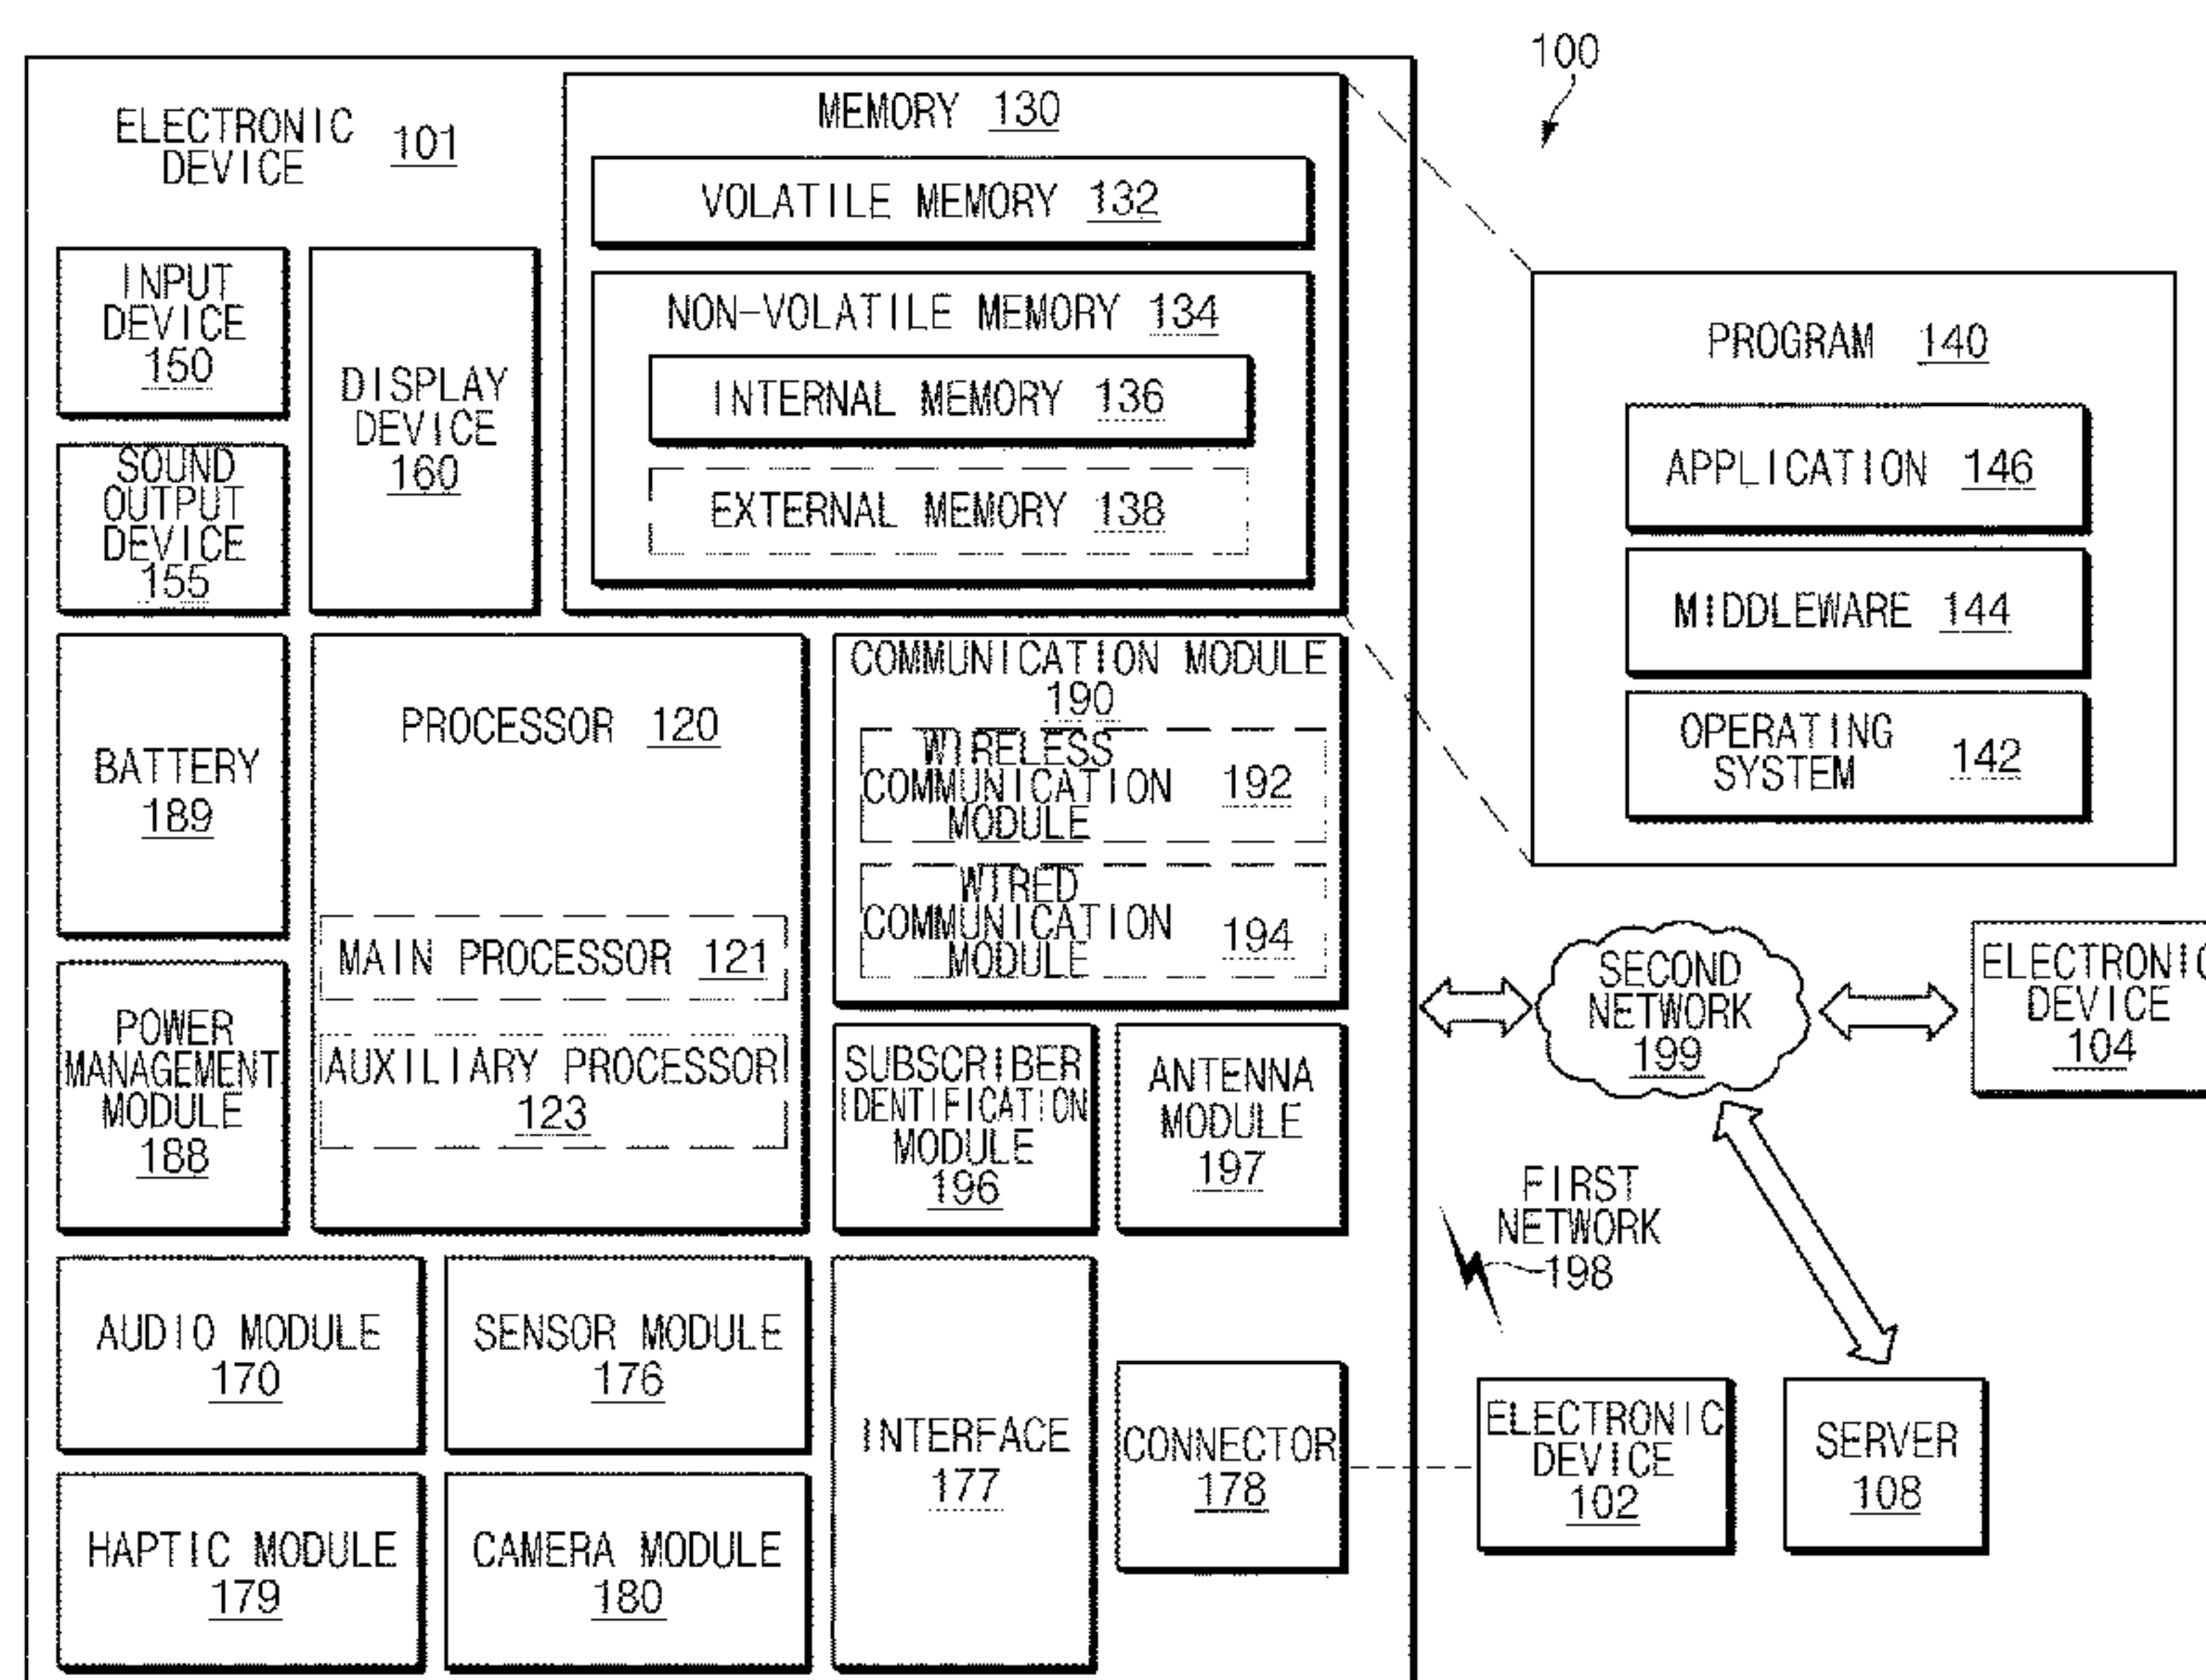 100
ELECTRONIC
DEVICE 101
MEMORY 130
VOLATILE MEMORY 132
NON-VOLATILE MEMORY 134
INTERNAL MEMORY 136
EXTERNAL MEMORY 138
INPUT
DEVICE
150
SOUND
OUTPUT
DEVICE
155
DISPLAY
DEVICE
160
PROGRAM 140
APPLICATION 146
MIDDLEWARE 144
OPERATING
SYSTEM 142
BATTERY
189
POWER
MANAGEMENT
MODULE
188
PROCESSOR 120
MAIN PROCESSOR 121
AUXILIARY PROCESSOR
123
COMMUNICATION MODULE
190
WIRELESS
COMMUNICATION 192
MODULE
WIRED
COMMUNICATION 194
MODULE
SUBSCRIBER
IDENTIFICATION
MODULE
196
ANTENNA
MODULE
197
SECOND
NETWORK
199
ELECTRONIC
DEVICE
104
FIRST
NETWORK
198
AUDIO MODULE
170
SENSOR MODULE
176
HAPTIC MODULE
179
CAMERA MODULE
180
INTERFACE
177
CONNECTOR
178
ELECTRONIC
DEVICE
102
SERVER
108